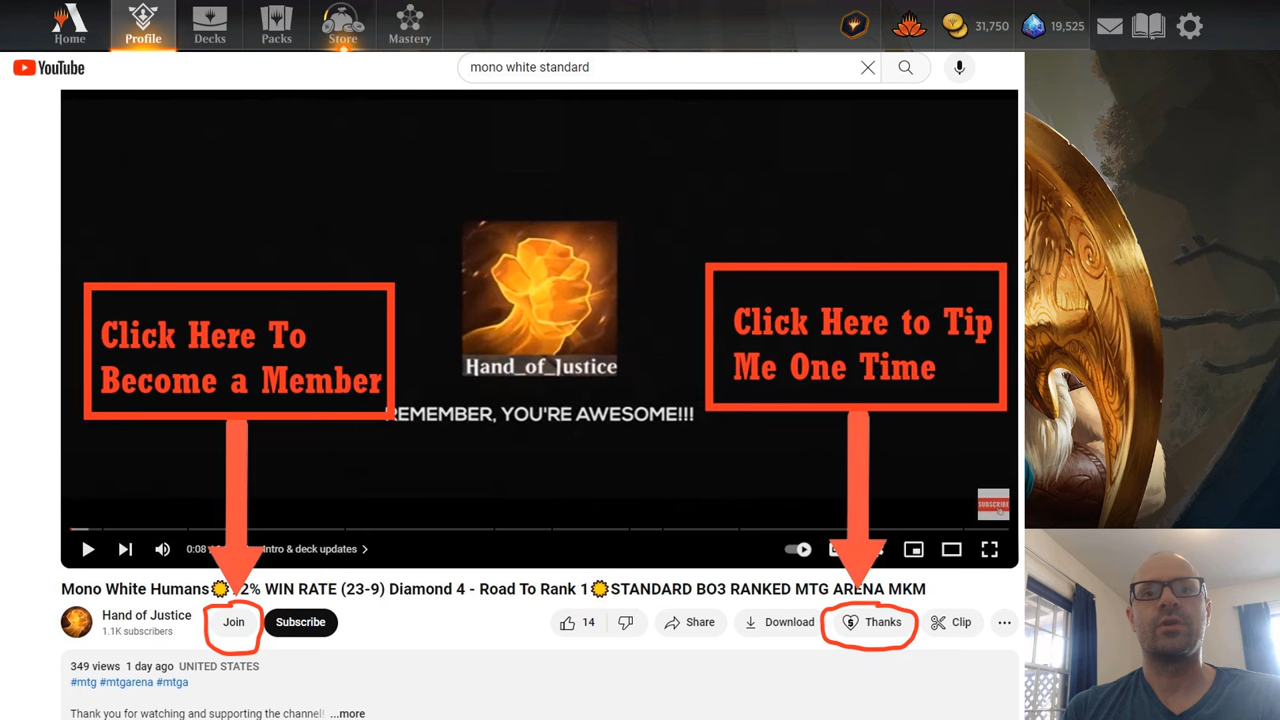 Home
Profile
Decks
Packs
Store
Mastery
31,750
19,525
YouTube
mono white standard
Click Here To
Become a Member
Hand_of_Justice
Click Here to Tip
Me One Time
REMEMBER, YOU'RE AWESOME!!!
SUBSCRIBE
0:08
Intro & deck updates
Mono White Humans 2% WIN RATE (23-9) Diamond 4 - Road To Rank 1 STANDARD BO3 RANKED MTG ARENA MKM
Hand of Justice
1.1K subscribers
Join
Subscribe
14
Share
Download
Thanks
Clip
349 views 1 day ago UNITED STATES
#mtg #mtgarena #mtga
Thank you for watching and supporting the channel! ...more